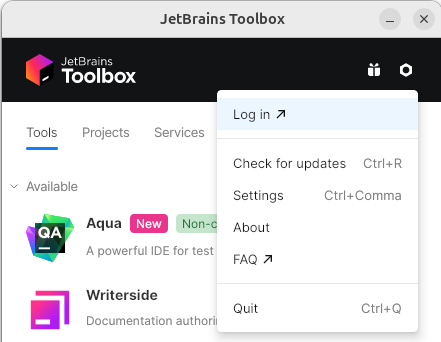 JetBrains Toolbox
JetBrains
Toolbox
Log in ↗
Tools Projects Services
Check for updates Ctrl+R
Available
Settings Ctrl+Comma
QA
Aqua New Non-c
About
A powerful IDE for test
FAQ ↗
Writerside
Quit Ctrl+Q
Documentation authorin